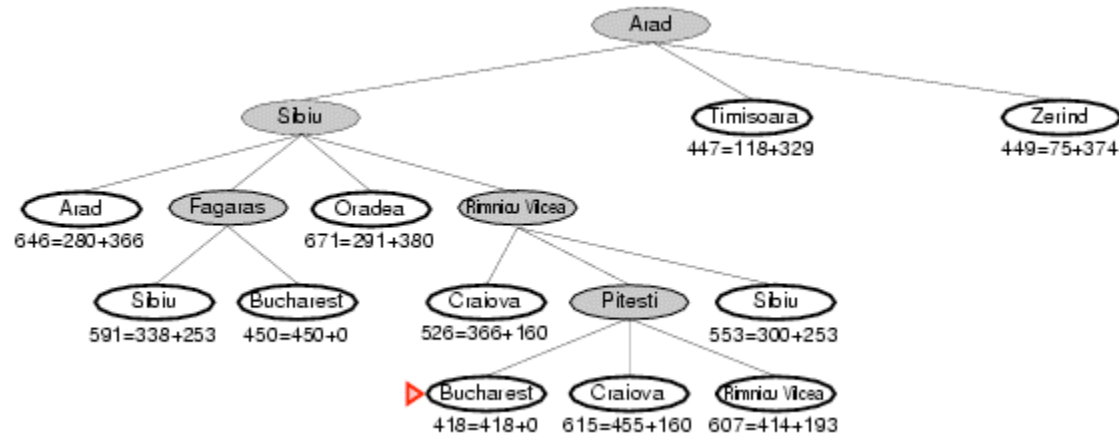 Arad
Sibiu
Timisoara
Zerind
447=118+329
449=75+374
Arad
Fagaras
Oradea
Rimnicu Vilcea
646=280+366
671=291+380
Sibiu
Bucharest
Craiova
Pitesti
Sibiu
591=338+253
450=450+0
526=366+160
553=300+253
Bucharest
Craiova
Rimnicu Vilcea
418=418+0
615=455+160
607=414+193